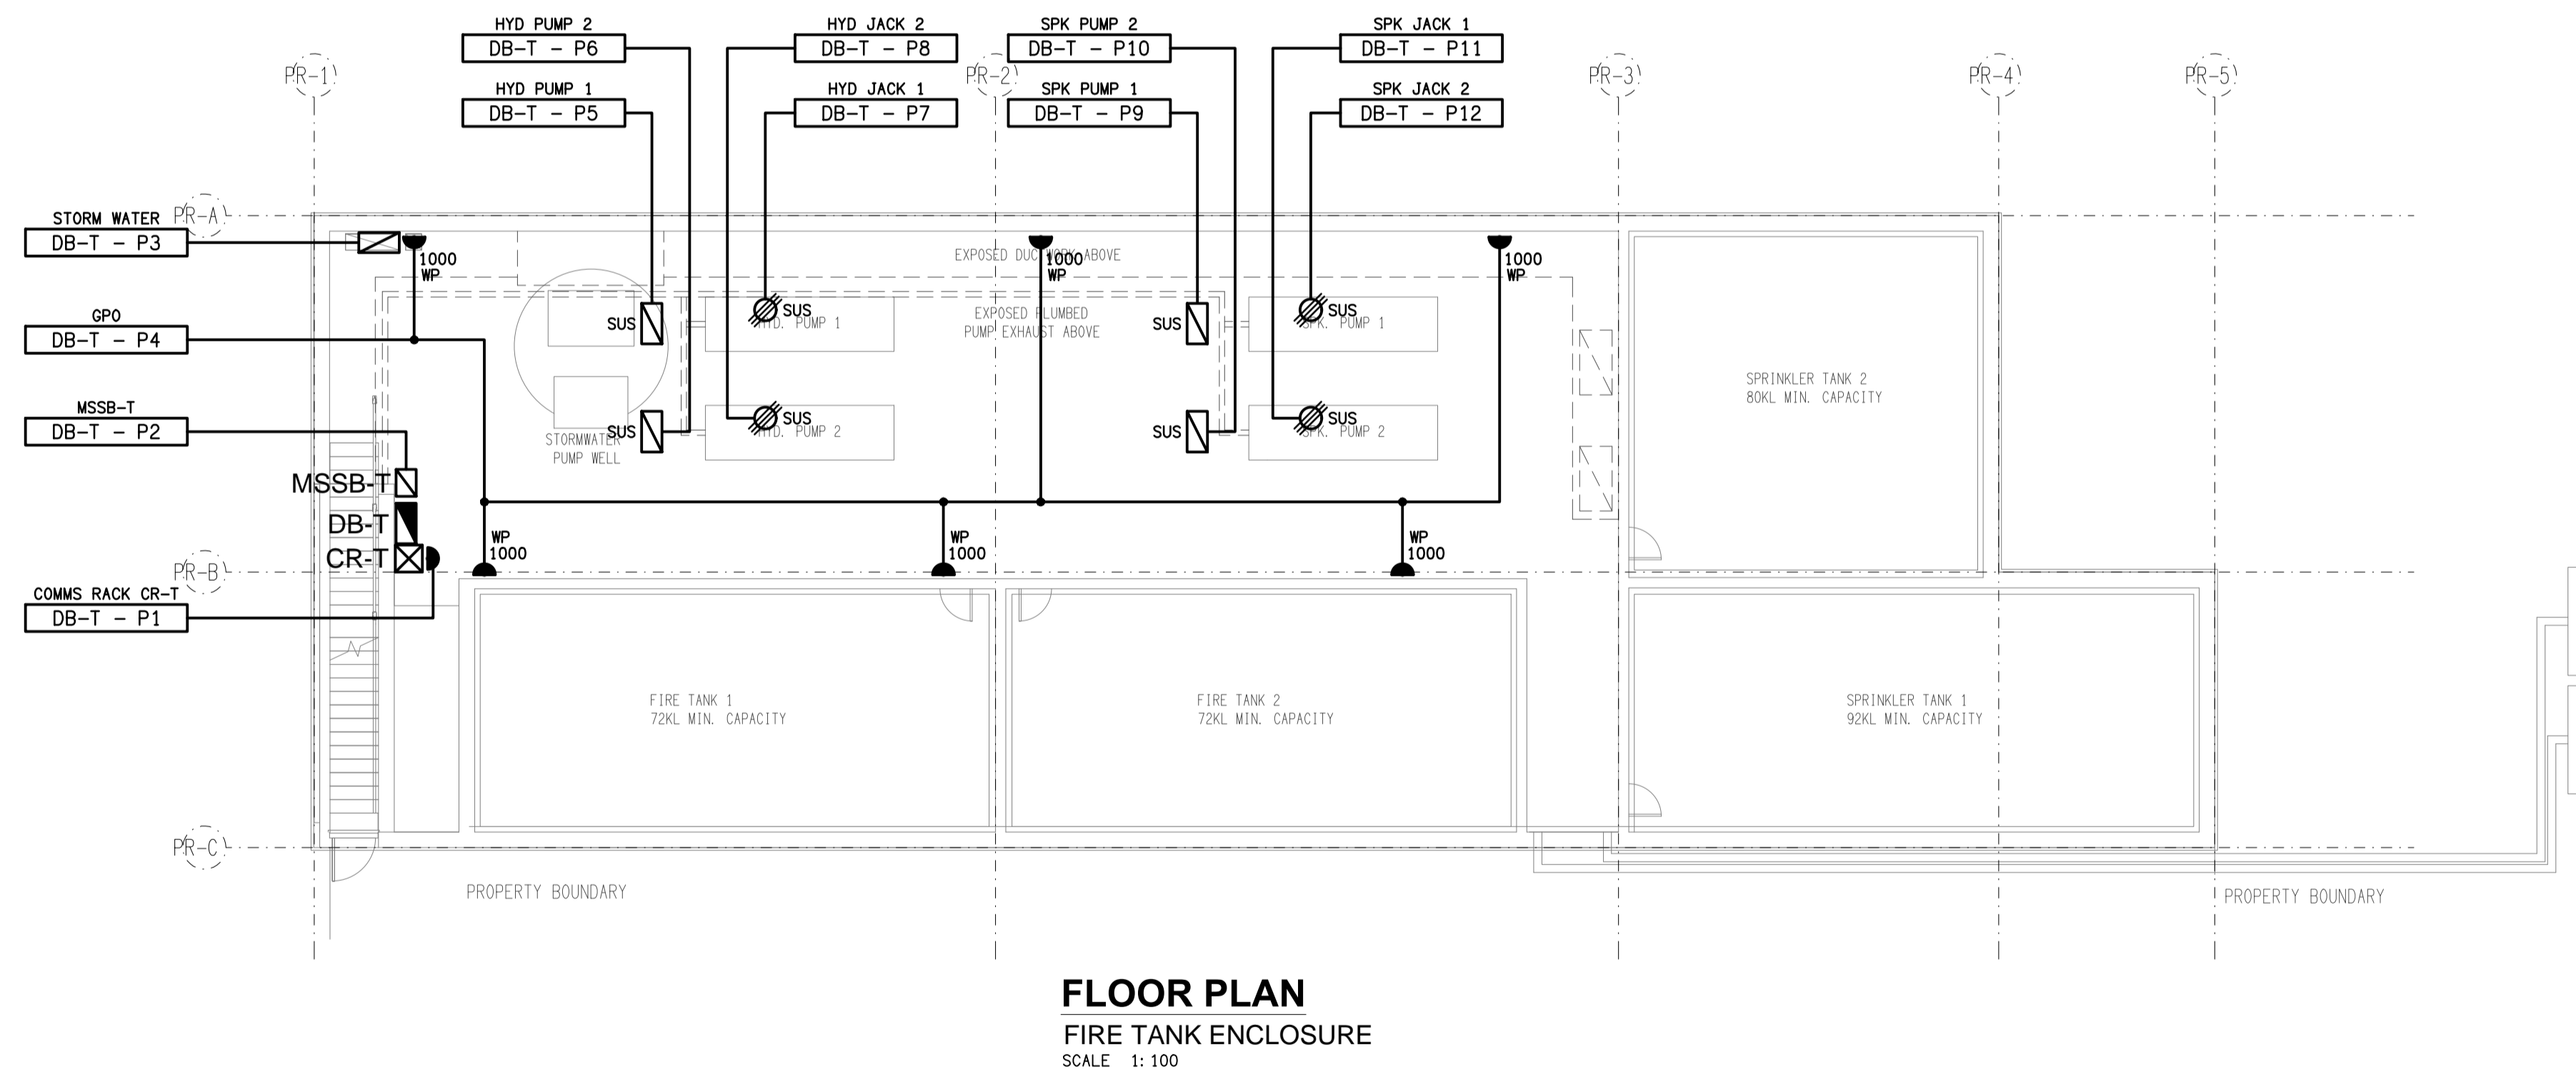 HYD PUMP 2
DB-T - P6
HYD JACK 2
DB-T - P8
SPK PUMP 2
DB-T - P10
SPK JACK 1
DB-T - P11
PR-1
PR-2
PR-3
PR-4
PR-5
HYD PUMP 1
DB-T - P5
HYD JACK 1
DB-T - P7
SPK PUMP 1
DB-T - P9
SPK JACK 2
DB-T - P12
STORM WATER
DB-T - P3
PR-A
1000
WP
EXPOSED DUCTWORK ABOVE
1000
WP
1000
WP
GPO
DB-T - P4
SUS
SUS
HYD. PUMP 1
EXPOSED PLUMBED
PUMP EXHAUST ABOVE
SUS
SUS
SPK. PUMP 1
MSSB-T
DB-T - P2
STORMWATER
PUMP WELL
SUS
SUS
HYD. PUMP 2
SUS
SUS
SPK. PUMP 2
SPRINKLER TANK 2
80KL MIN. CAPACITY
MSSB-T
DB-T
CR-T
WP
1000
WP
1000
WP
1000
PR-B
COMMS RACK CR-T
DB-T - P1
FIRE TANK 1
72KL MIN. CAPACITY
FIRE TANK 2
72KL MIN. CAPACITY
SPRINKLER TANK 1
92KL MIN. CAPACITY
PR-C
PROPERTY BOUNDARY
PROPERTY BOUNDARY
FLOOR PLAN
FIRE TANK ENCLOSURE
SCALE 1:100